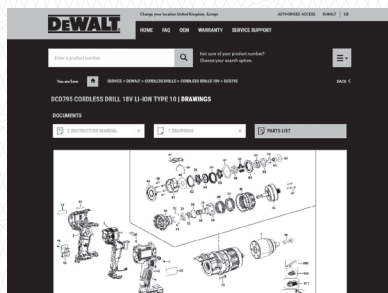 Change your location United Kingdom, Europe
AUTHORISED ACCESS DEWALT | GB
DEWALT
HOME FAQ OEM WARRANTY SERVICE SUPPORT
Enter a product number
Not sure of your product number?
Choose your search option.
You are here
SERVICE > DEWALT > CORDLESS DRILLS > CORDLESS DRILLS 18V > DCD795
BACK
DCD795 CORDLESS DRILL 18V LI-ION TYPE 10 | DRAWINGS
DOCUMENTS
2 INSTRUCTION MANUAL
1 DRAWINGS
PARTS LIST